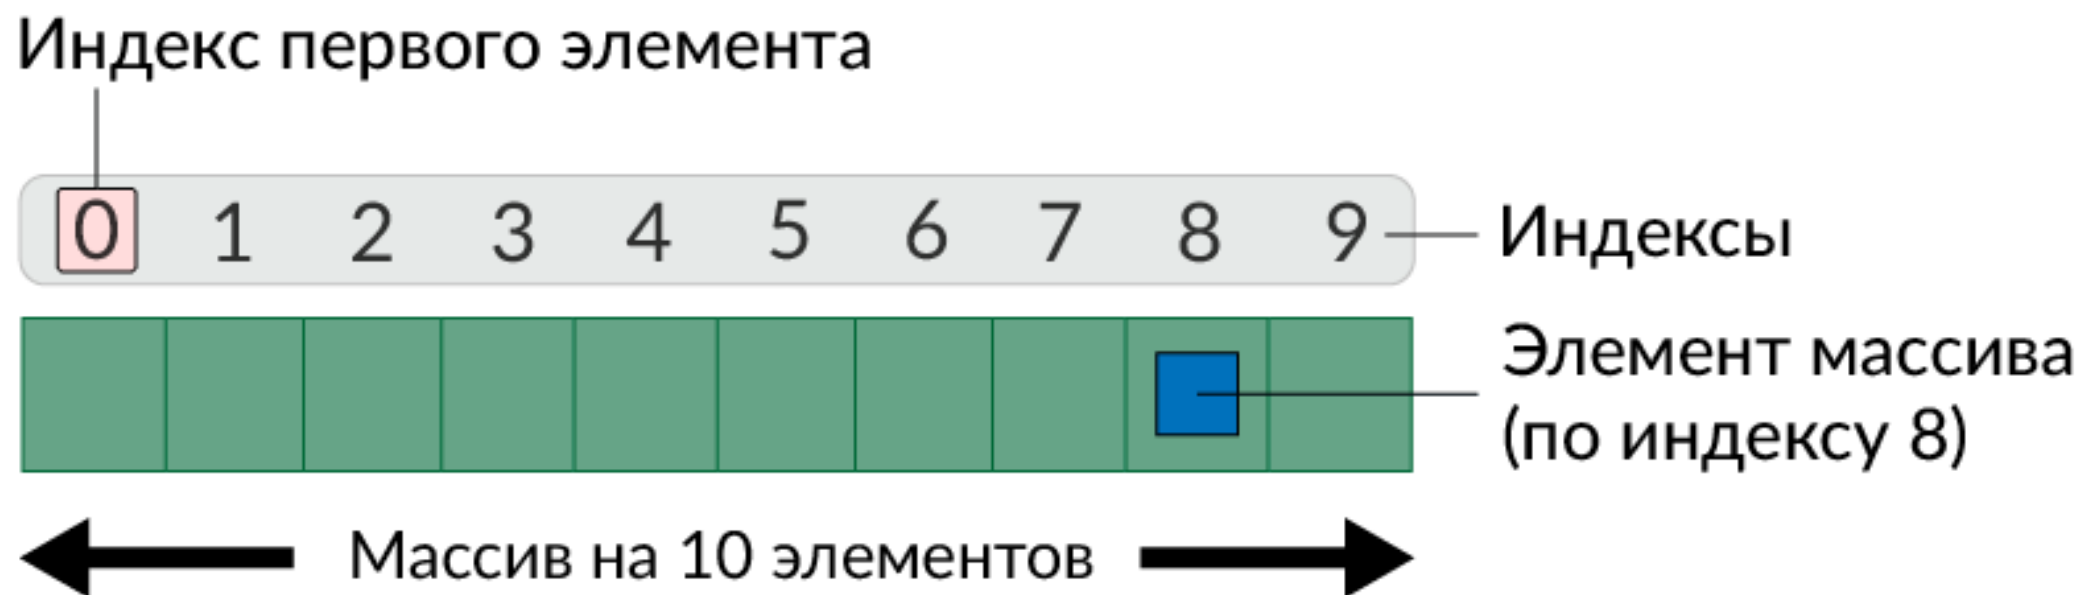 Индекс первого элемента
0 1 2 3 4 5 6 7 8 9
Индексы
Элемент массива
(по индексу 8)
Массив на 10 элементов